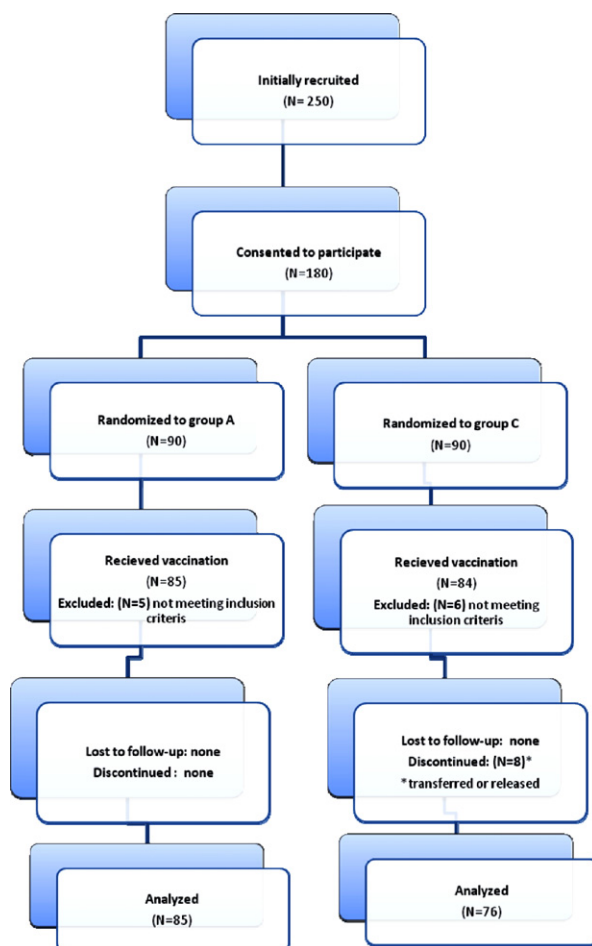 Initially recruited
(N= 250)
Consented to participate
(N=180)
Randomized to group A
(N=90)
Randomized to group C
(N=90)
Recieved vaccination
(N=85)
Excluded: (N=5) not meeting inclusion
criteris
Recieved vaccination
(N=84)
Excluded: (N=6) not meeting
inclusion criteris
Lost to follow-up: none
Discontinued : none
Lost to follow-up: none
Discontinued: (N=8)*
*transferred or released
Analyzed
(N=85)
Analyzed
(N=76)